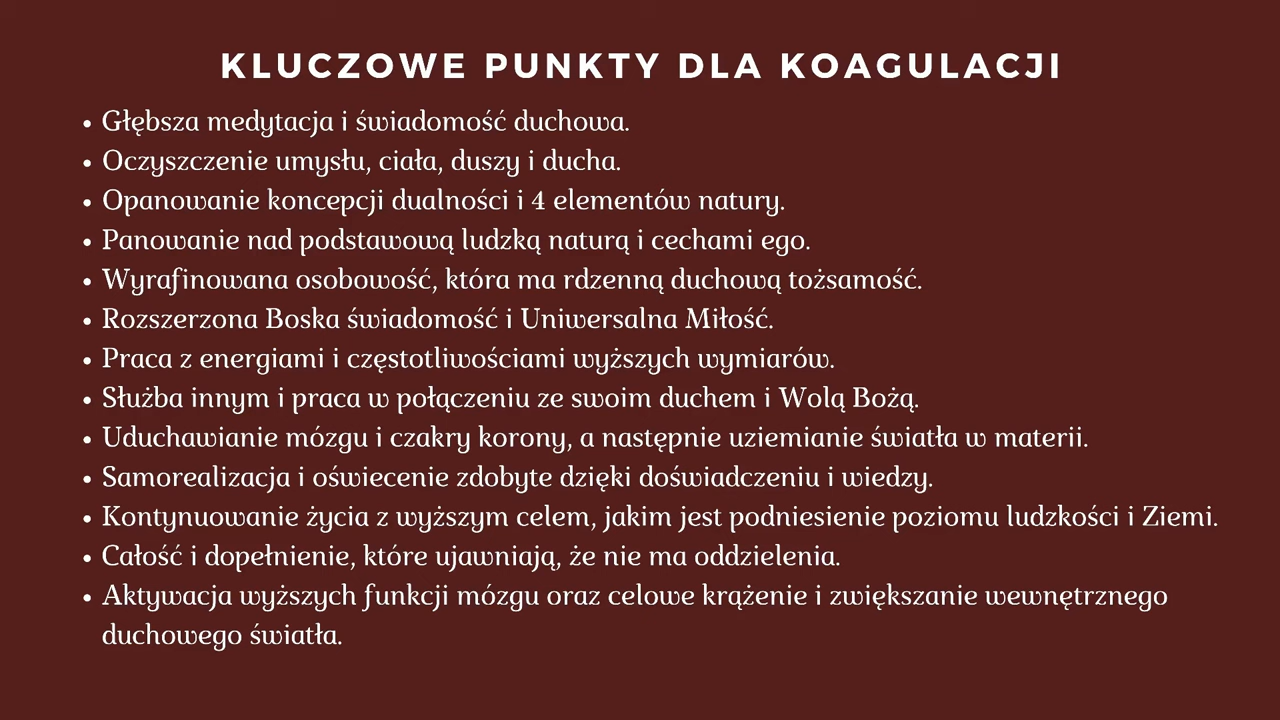 KLUCZOWE PUNKTY DLA KOAGULACJI
• Głębsza medytacja i świadomość duchowa.
• Oczyszczenie umysłu, ciała, duszy i ducha.
• Opanowanie koncepcji dualności i 4 elementów natury.
• Panowanie nad podstawową ludzką naturą i cechami ego.
• Wyrafinowana osobowość, która ma rdzenną duchową tożsamość.
• Rozszerzona Boska świadomość i Uniwersalna Miłość.
• Praca z energiami i częstotliwościami wyższych wymiarów.
• Służba innym i praca w połączeniu ze swoim duchem i Wolą Bożą.
• Uduchawianie mózgu i czakry korony, a następnie uziemianie światła w materii.
• Samorealizacja i oświecenie zdobyte dzięki doświadczeniu i wiedzy.
• Kontynuowanie życia z wyższym celem, jakim jest podniesienie poziomu ludzkości i Ziemi.
• Całość i dopełnienie, które ujawniają, że nie ma oddzielenia.
• Aktywacja wyższych funkcji mózgu oraz celowe krążenie i zwiększanie wewnętrznego
duchowego światła.